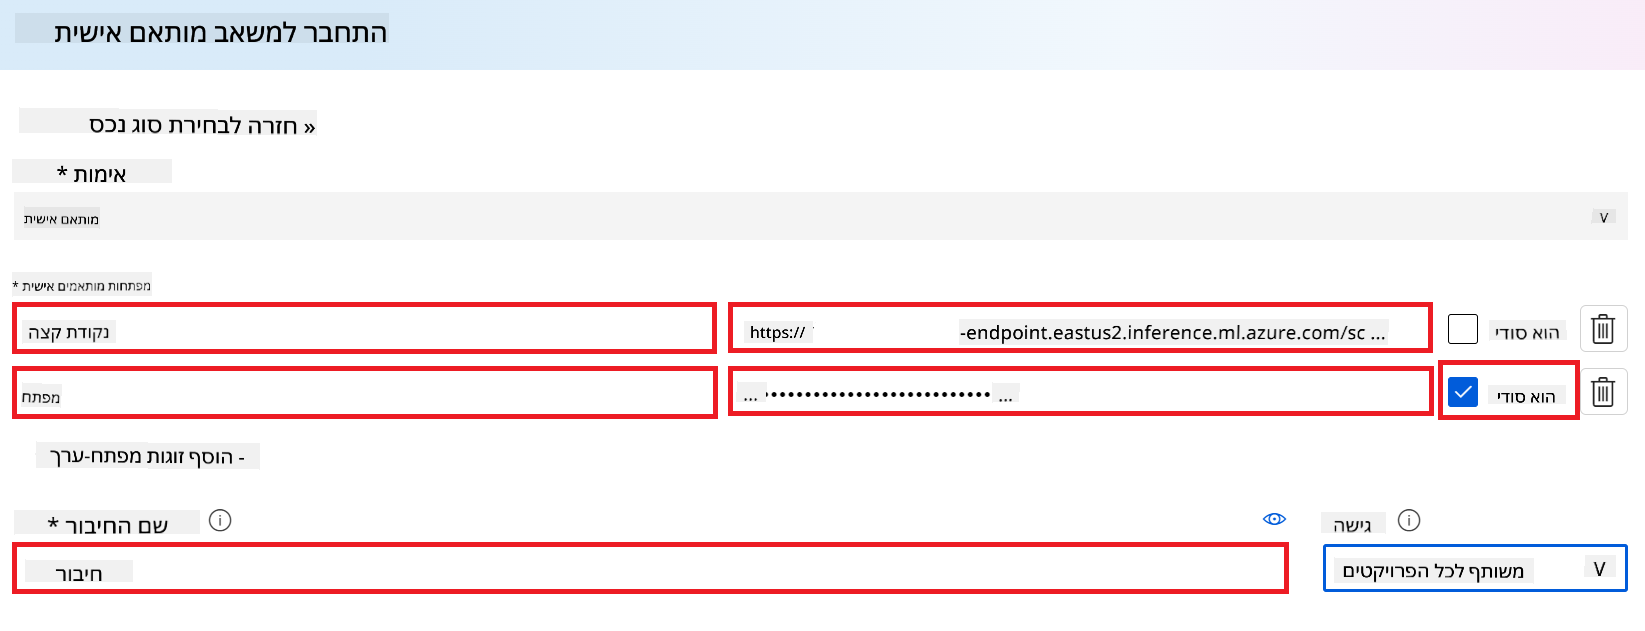 התחבר למשאב מותאם אישית
« חזרה לבחירת סוג נכס
אימות *
מותאם אישית
מפתחות מותאמים אישית *
נקודת קצה
https://
-endpoint.eastus2.inference.ml.azure.com/sc ...
הוא סודי
מפתח
... •••••••••••••••••••••••••••• ...
הוא סודי
- הוסף זוגות מפתח-ערך
שם החיבור *
גישה
חיבור
משותף לכל הפרויקטים